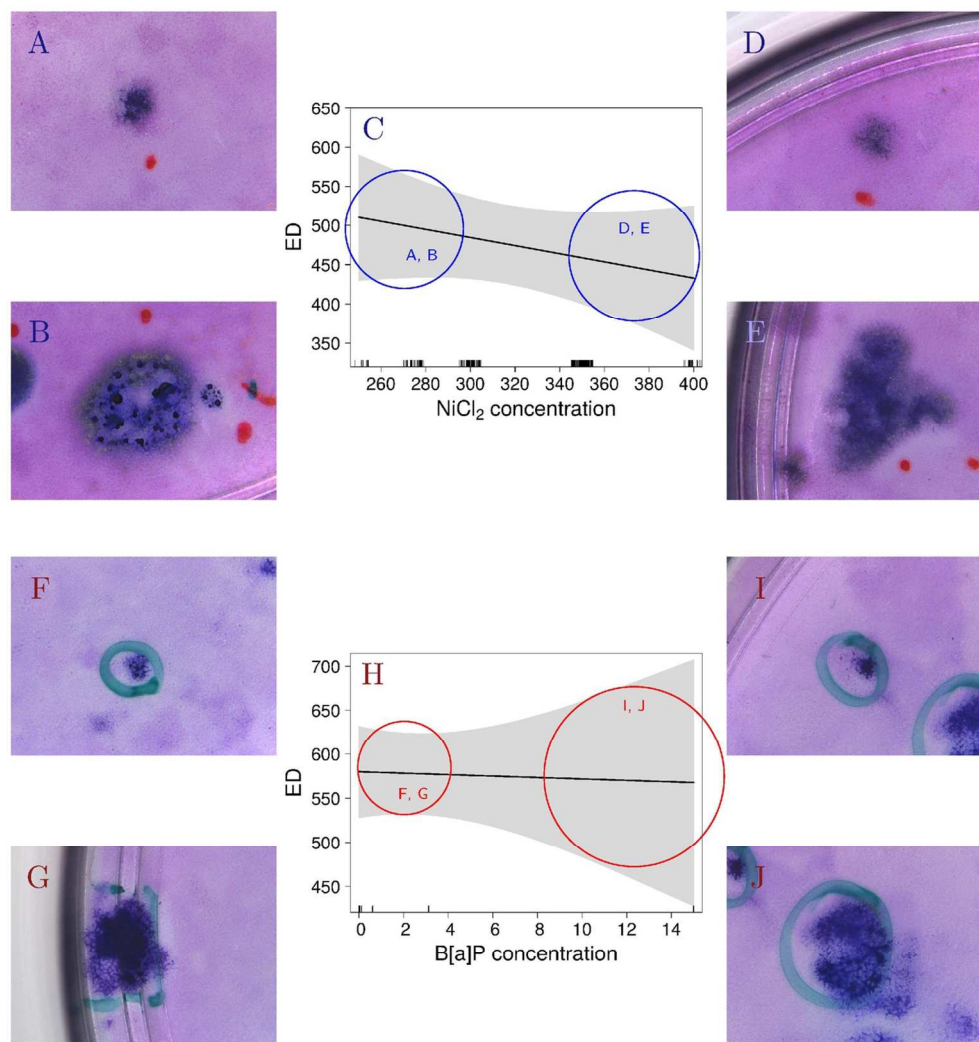 A
D
C
650
600
550
500
450
400
350
ED
A, B
D, E
260 280 300 320 340 360 380 400
NiCl₂ concentration
B
E
F
I
H
700
650
600
550
500
450
ED
F, G
I, J
0 2 4 6 8 10 12 14
B[a]P concentration
G
J